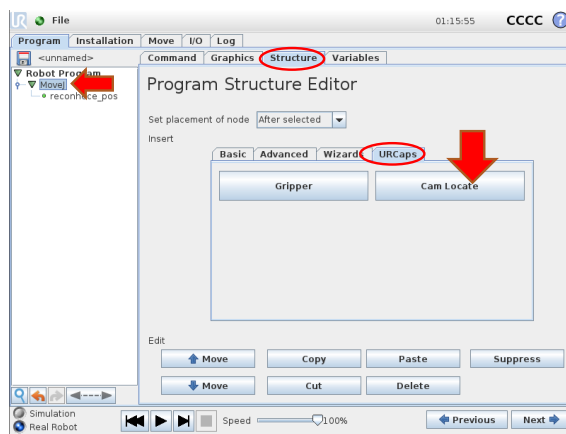 File 01:15:55 CCCC ?
Program Installation Move I/O Log
<unnamed> Command Graphics Structure Variables
Robot Program
MoveJ
reconhece_pos
Program Structure Editor
Set placement of node After selected
Insert
Basic Advanced Wizards URCaps
Gripper Cam Locate
Edit
Move Copy Paste Suppress
Move Cut Delete
Simulation
Real Robot
Speed 100% Previous Next